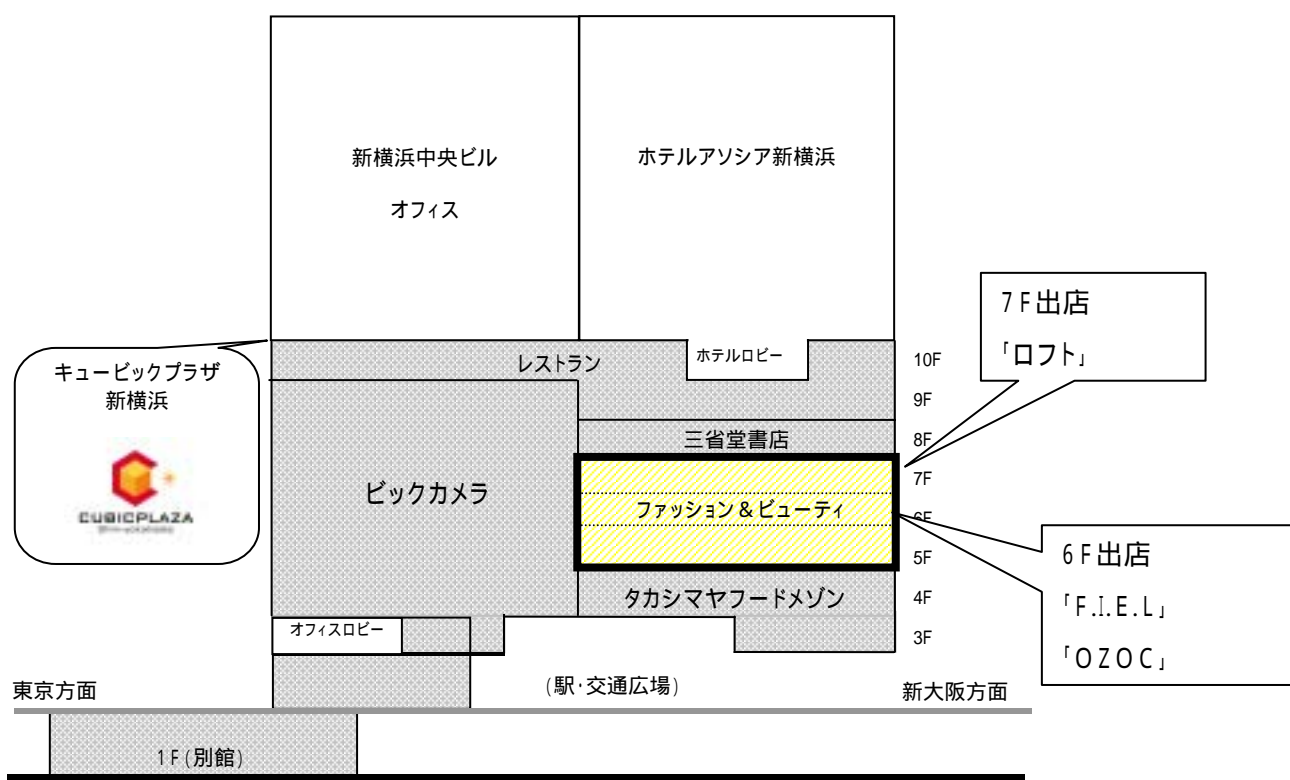 新横浜中央ビル
オフィス
ホテルアソシア新横浜
7F出店
「ロフト」
キュービックプラザ
新横浜
CUBICPLAZA
レストラン
ホテルロビー
10F
9F
三省堂書店
8F
ビックカメラ
7F
ファッション&ビューティ
6F
5F
6F出店
「F.I.E.L」
「OZOC」
タカシマヤフードメゾン
4F
オフィスロビー
3F
東京方面
(駅・交通広場)
新大阪方面
1F(別館)